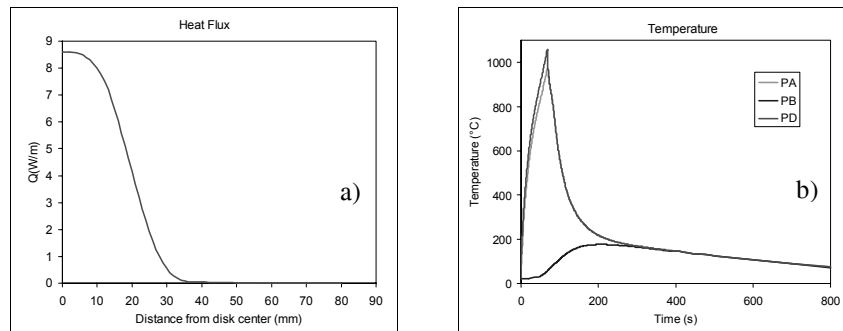 Heat Flux
9
8
7
6
5
4
3
2
1
0
Q(W/m)
0 10 20 30 40 50 60 70 80 90
Distance from disk center (mm)
a)
Temperature
1000
800
600
400
200
0
Temperature (°C)
PA
PB
PD
0 200 400 600 800
Time (s)
b)